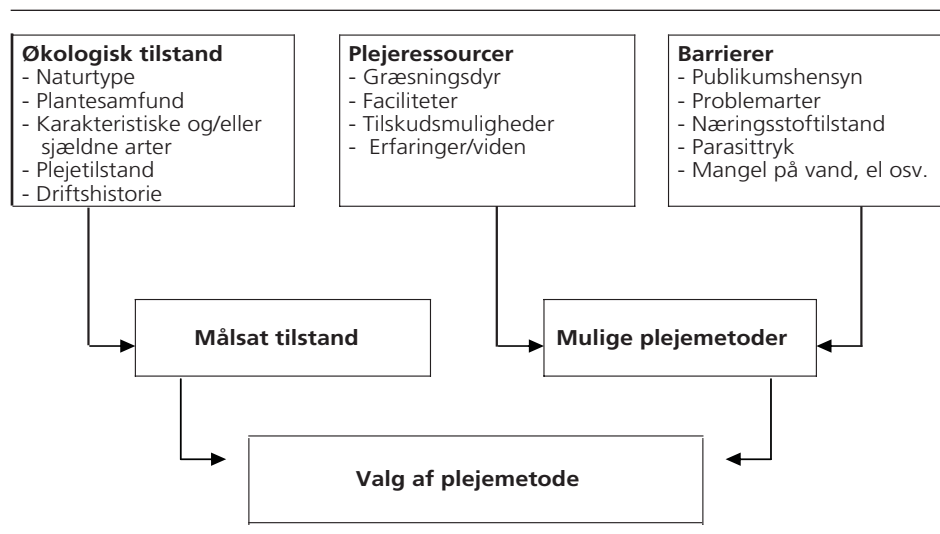 Økologisk tilstand
- Naturtype
- Plantesamfund
- Karakteristiske og/eller
sjældne arter
- Plejetilstand
- Driftshistorie
Plejeressourcer
- Græsningsdyr
- Faciliteter
- Tilskudsmuligheder
- Erfaringer/viden
Barrierer
- Publikumshensyn
- Problemarter
- Næringsstoftilstand
- Parasittryk
- Mangel på vand, el osv.
Målsat tilstand
Mulige plejemetoder
Valg af plejemetode